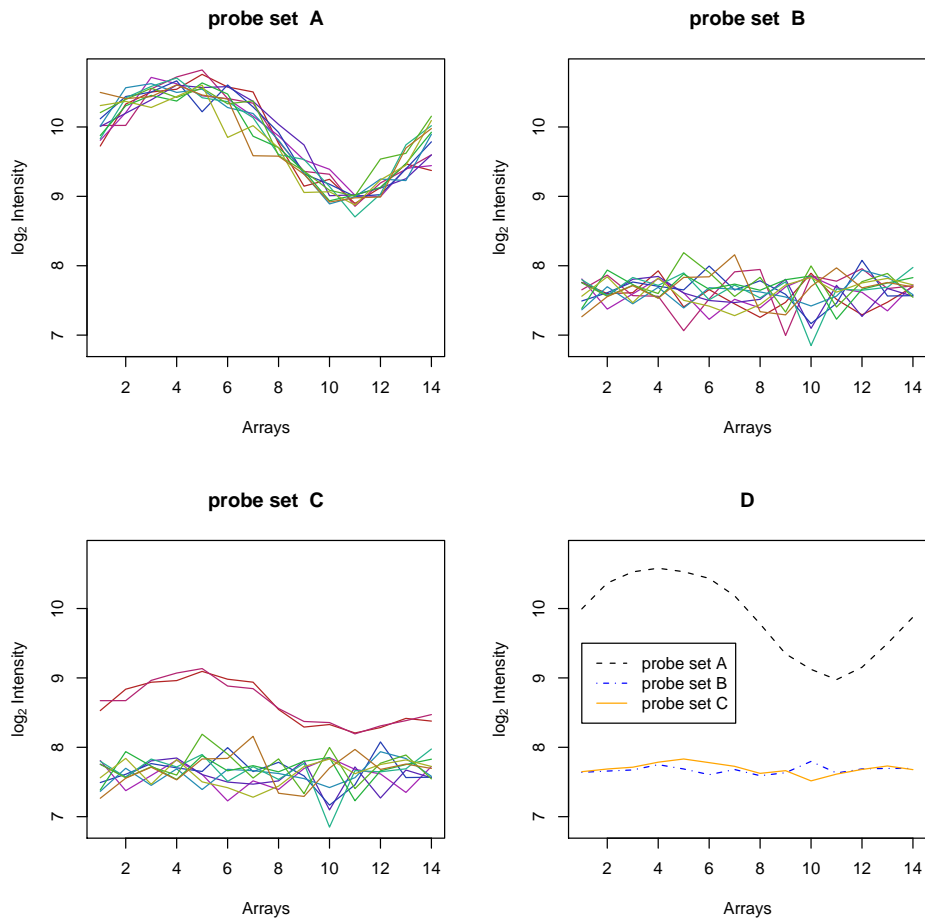 probe set A
log2 Intensity
10
9
8
7
2 4 6 8 10 12 14
Arrays
probe set B
log2 Intensity
10
9
8
7
2 4 6 8 10 12 14
Arrays
probe set C
log2 Intensity
10
9
8
7
2 4 6 8 10 12 14
Arrays
D
log2 Intensity
10
9
8
7
probe set A
probe set B
probe set C
2 4 6 8 10 12 14
Arrays